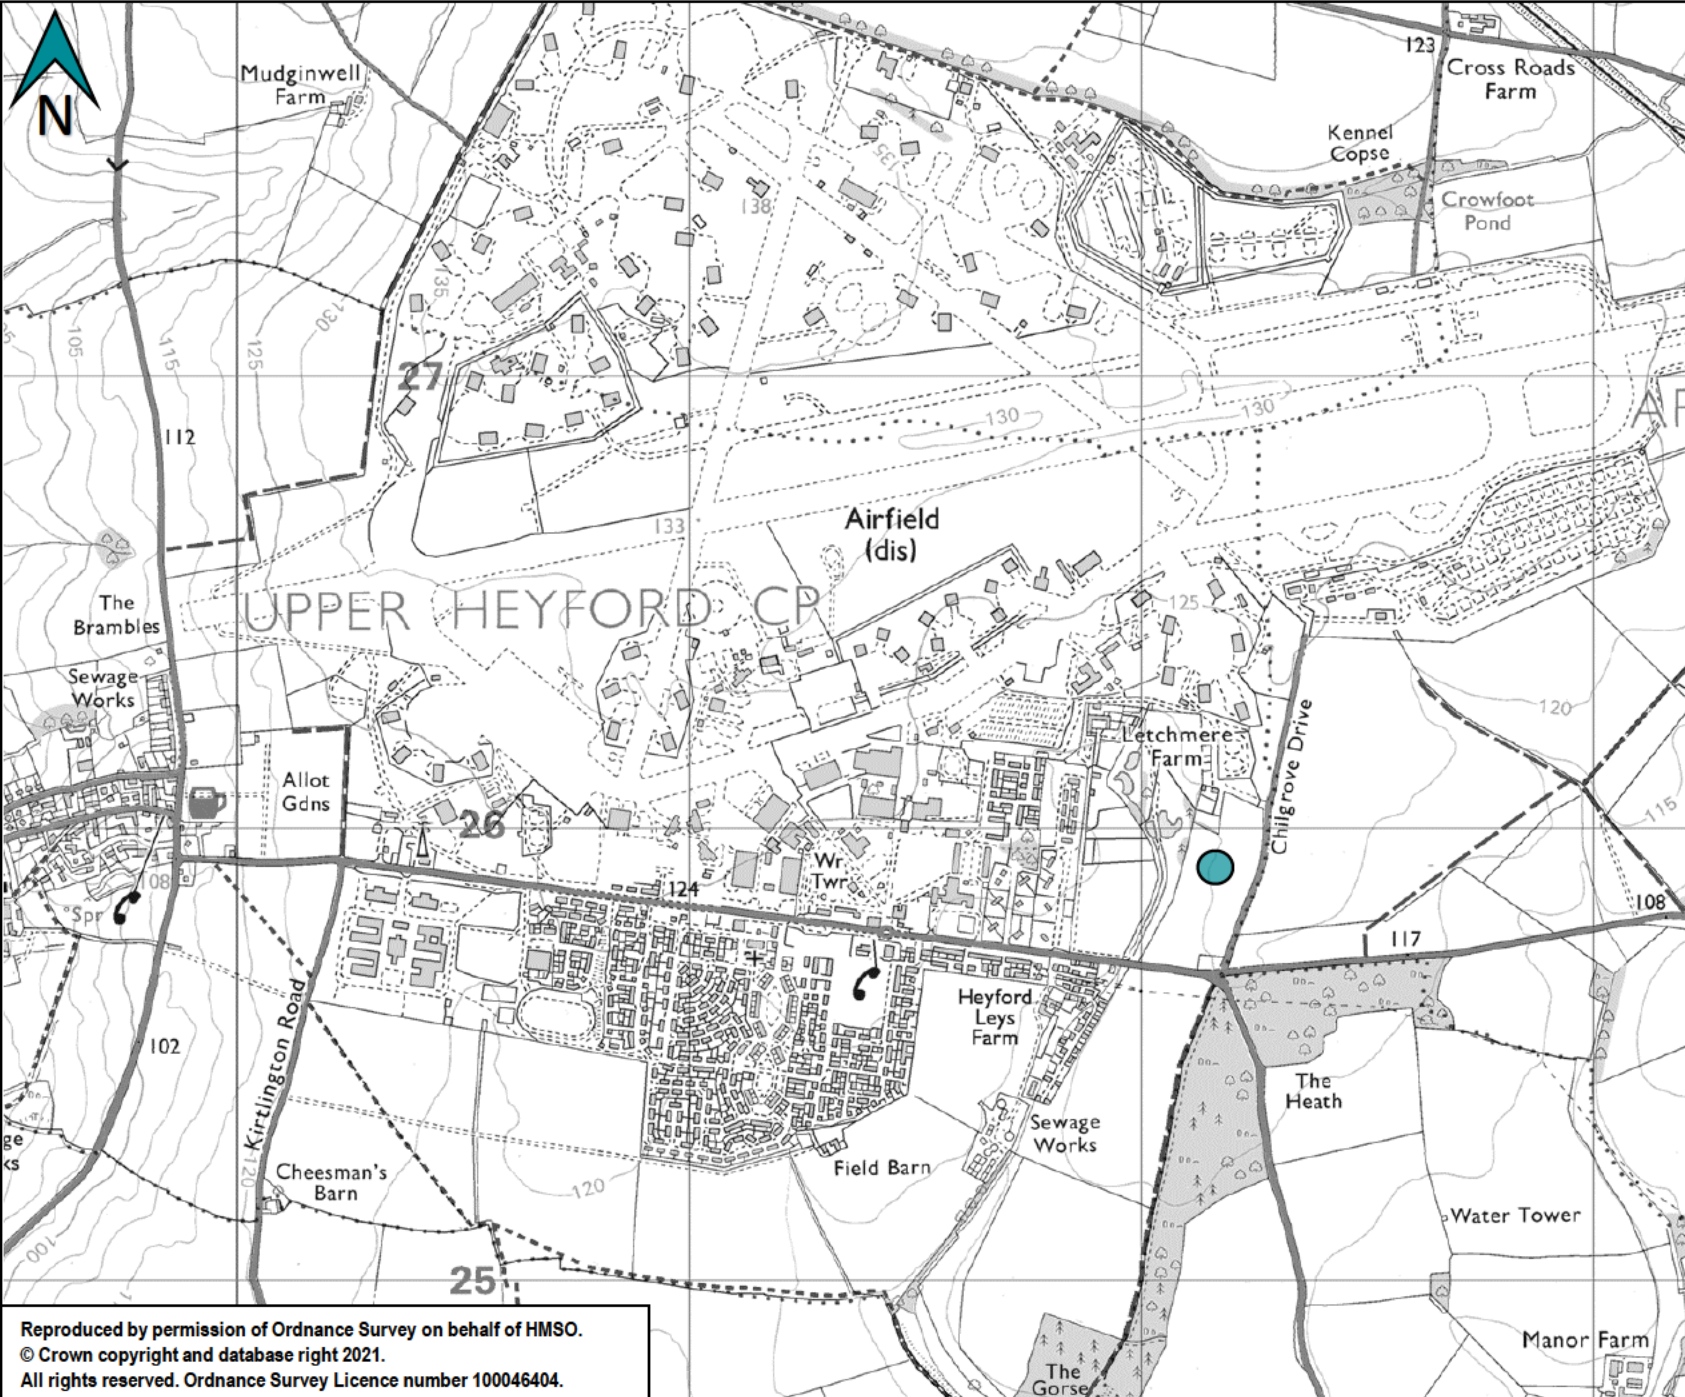 N
Mudginwell
Farm
123
Cross Roads
Farm
Kennel
Copse
Crowfoot
Pond
138
135
135
130
105
115
125
27
130
130
112
133
Airfield
(dis)
UPPER HEYFORD CP
125
The
Brambles
Sewage
Works
Letchmere
Farm
Chilgrove Drive
120
115
Allot
Gdns
26
Wr
Twr
124
108
Spr
108
117
Heyford
Leys
Farm
102
Kirtlington Road
The
Heath
Sewage
Works
Field Barn
Cheesman's
Barn
120
120
Water Tower
100
25
Manor Farm
The
Gorse
Reproduced by permission of Ordnance Survey on behalf of HMSO.
© Crown copyright and database right 2021.
All rights reserved. Ordnance Survey Licence number 100046404.